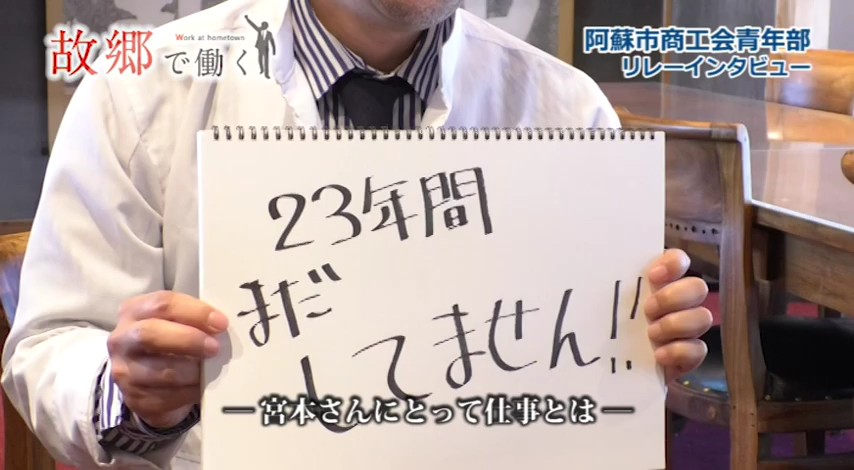 Work at hometown
故郷で働く
阿蘇市商工会青年部
リレーインタビュー
23年間
まだ
してません!!
―宮本さんにとって仕事とは―